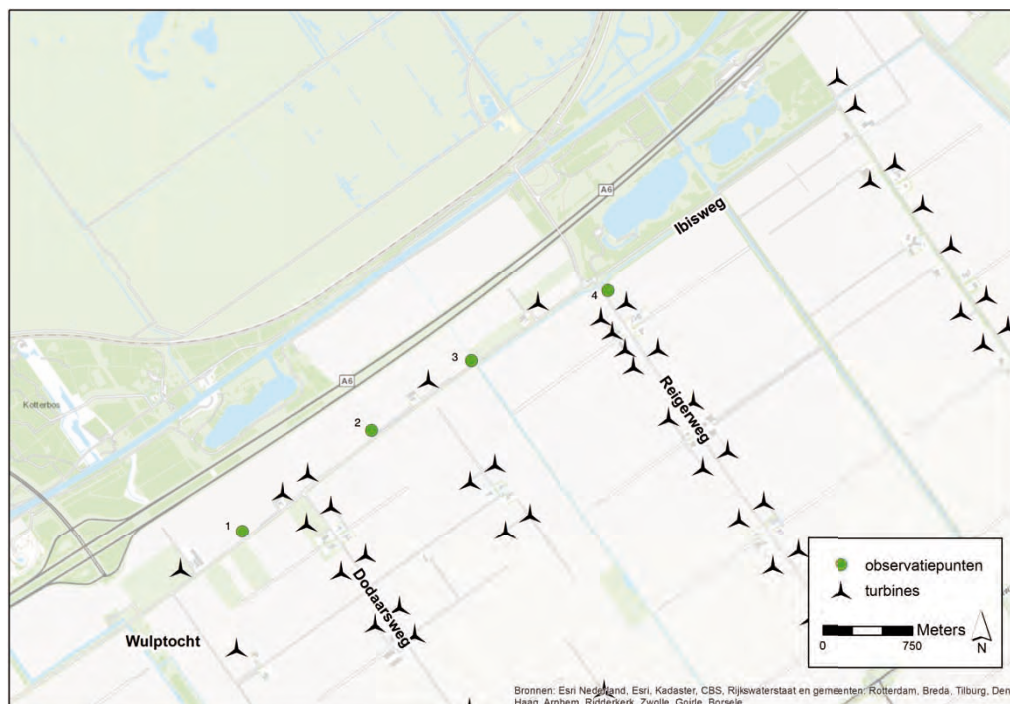 A6
Ibisweg
4
3
A6
Kotterbos
2
Reigerweg
1
Dodaarsweg
Wulptocht
observatiepunten
turbines
Meters
0 750
N
Bronnen: Esri Nederland, Esri, Kadaster, CBS, Rijkswaterstaat en gemeenten: Rotterdam, Breda, Tilburg, Den
Haag, Arnhem, Ridderkerk, Zwolle, Goirle, Borsele